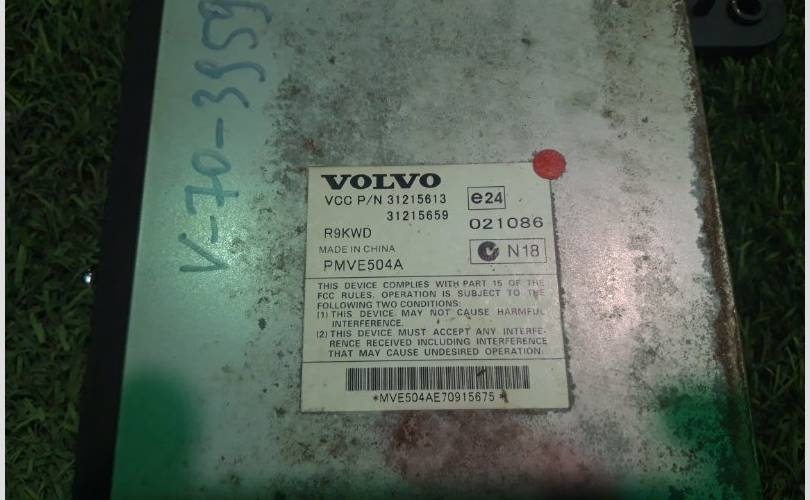 V-70-3959
VOLVO
VCC P/N 31215613
31215659
e24
021086
R9KWD
MADE IN CHINA
N18
PMVE504A
THIS DEVICE COMPLIES WITH PART 15 OF THE
FCC RULES. OPERATION IS SUBJECT TO THE
FOLLOWING TWO CONDITIONS:
(1) THIS DEVICE MAY NOT CAUSE HARMFUL
INTERFERENCE.
(2) THIS DEVICE MUST ACCEPT ANY INTERFE-
RENCE RECEIVED INCLUDING INTERFERENCE
THAT MAY CAUSE UNDESIRED OPERATION.
*MVE504AE70915675*